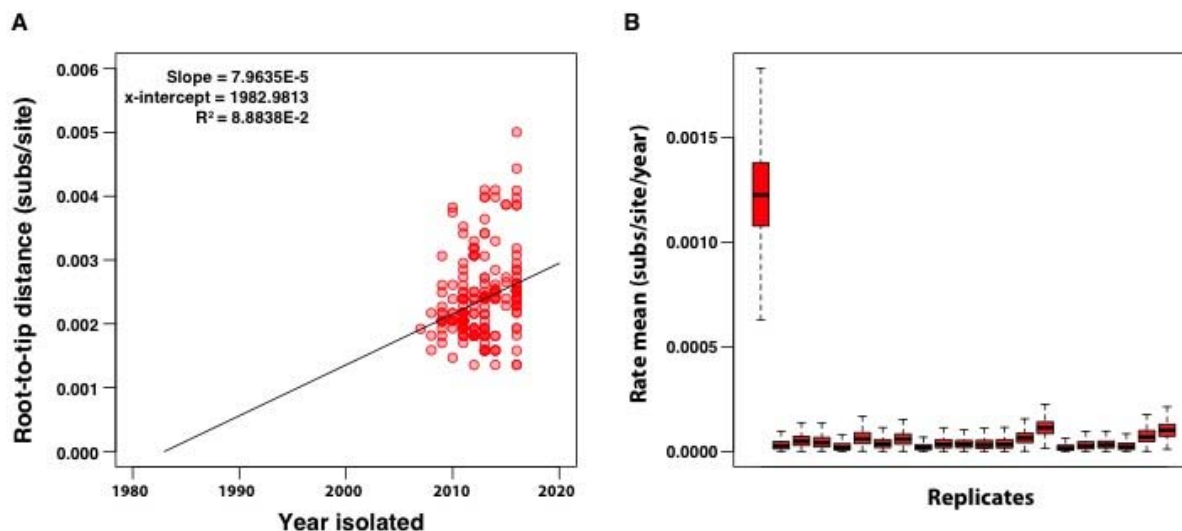 A
Root-to-tip distance (subs/site)
0.006
0.005
0.004
0.003
0.002
0.001
0.000
Slope = 7.9635E-5
x-intercept = 1982.9813
R² = 8.8838E-2
1980 1990 2000 2010 2020
Year isolated
B
Rate mean (subs/site/year)
0.0015
0.0010
0.0005
0.0000
Replicates